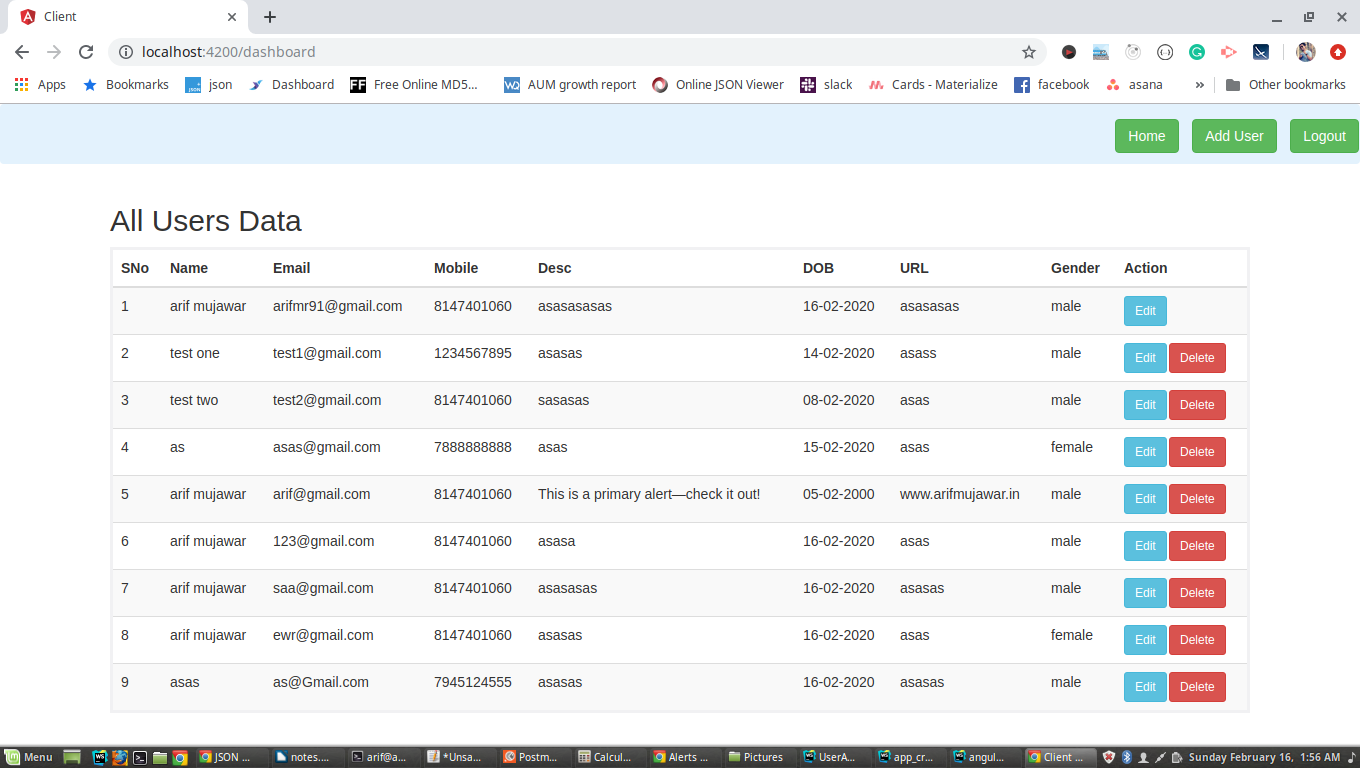 Client
localhost:4200/dashboard
Apps Bookmarks json Dashboard FF Free Online MD5... AUM growth report Online JSON Viewer slack Cards - Materialize facebook asana » Other bookmarks
Home Add User Logout
All Users Data
SNo Name Email Mobile Desc DOB URL Gender Action
1 arif mujawar arifmr91@gmail.com 8147401060 asasasasas 16-02-2020 asasasas male Edit
2 test one test1@gmail.com 1234567895 asasas 14-02-2020 asass male Edit Delete
3 test two test2@gmail.com 8147401060 sasasas 08-02-2020 asas male Edit Delete
4 as asas@gmail.com 7888888888 asas 15-02-2020 asas female Edit Delete
5 arif mujawar arif@gmail.com 8147401060 This is a primary alert—check it out! 05-02-2000 www.arifmujawar.in male Edit Delete
6 arif mujawar 123@gmail.com 8147401060 asasa 16-02-2020 asas male Edit Delete
7 arif mujawar saa@gmail.com 8147401060 asasasas 16-02-2020 asasas male Edit Delete
8 arif mujawar ewr@gmail.com 8147401060 asasas 16-02-2020 asas female Edit Delete
9 asas as@Gmail.com 7945124555 asasas 16-02-2020 asasas male Edit Delete
Menu JSON ... notes.... arif@a... *Unsa... Postm... Calcul... Alerts ... Pictures UserA... app_cr... angul... Client ... Sunday February 16, 1:56 AM